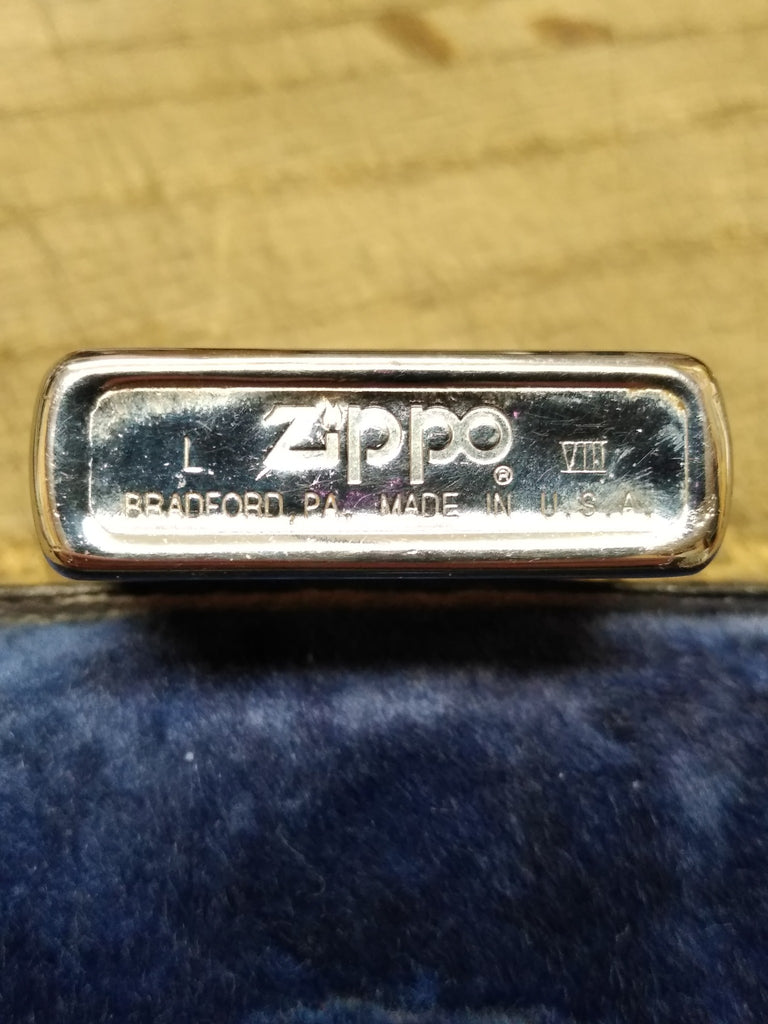 L Zippo® VIII
BRADFORD, PA. MADE IN U.S.A.